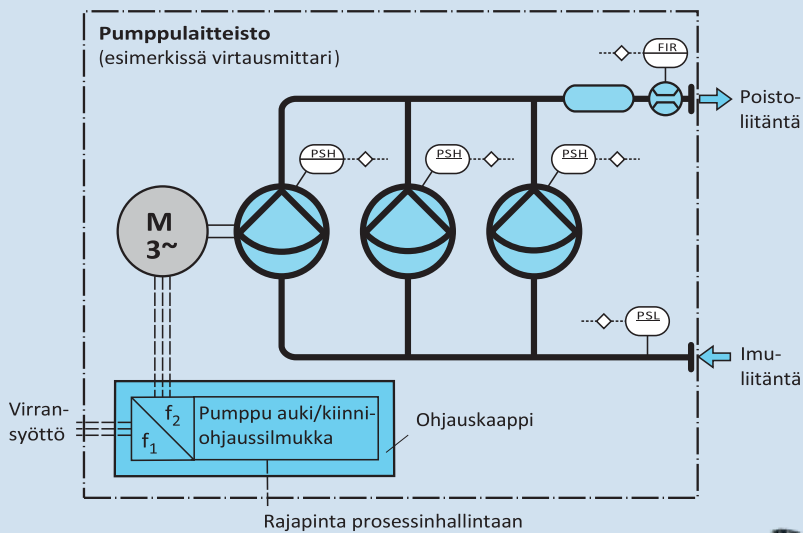 Pumppulaitteisto
(esimerkissä virtausmittari)
FIR
Poisto-
liitäntä
PSH
PSH
PSH
M
3~
PSL
Imu-
liitäntä
Virran-
syöttö
f1
f2
Pumppu auki/kiinni-
ohjaussilmukka
Ohjauskaappi
Rajapinta prosessinhallintaan